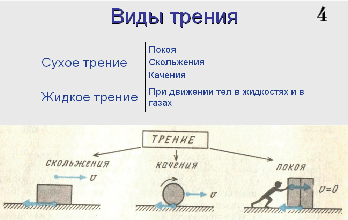 Виды трения
4
Сухое трение
Покоя
Скольжения
Качения
Жидкое трение
При движении тел в жидкостях и в
газах
ТРЕНИЕ
скольжения
качения
покоя
υ
υ
υ=0